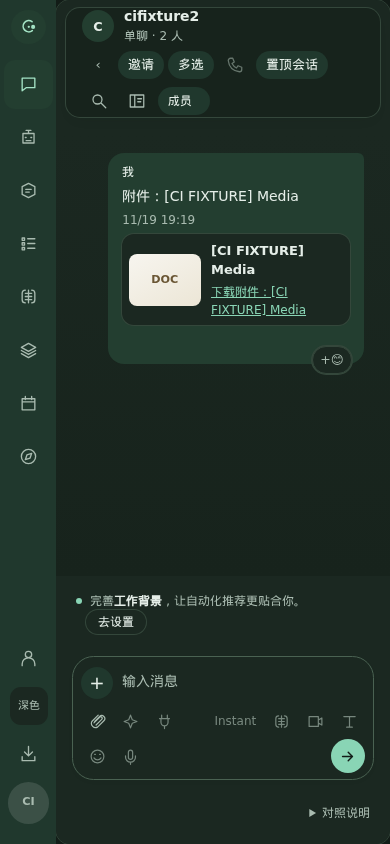 C
cifixture2
单聊 · 2 人
邀请
多选
置顶会话
成员
我
附件：[CI FIXTURE] Media
11/19 19:19
DOC
[CI FIXTURE]
Media
下载附件：[CI
FIXTURE] Media
+😊
完善工作背景，让自动化推荐更贴合你。
去设置
+
输入消息
Instant
深色
CI
▶ 对照说明